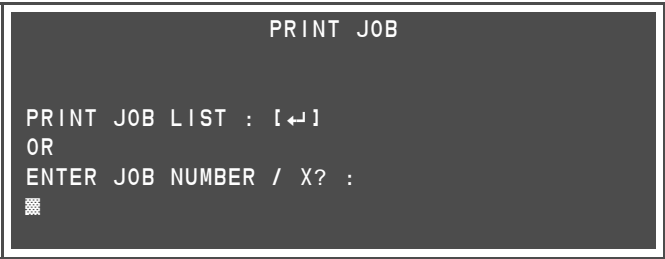 PRINT JOB
PRINT JOB LIST : [↵]
OR
ENTER JOB NUMBER / X? :